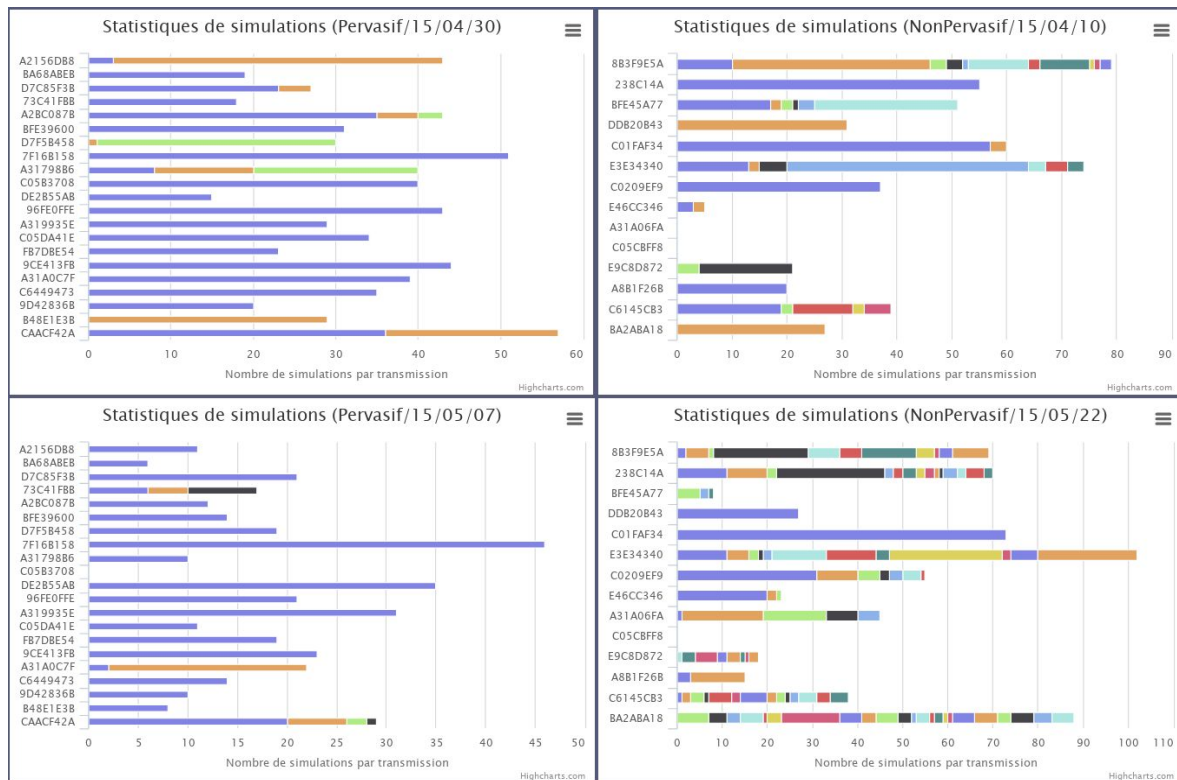 Statistiques de simulations (Pervasif/15/04/30)
A2156DB8
BA68ABEB
D7C85F3B
73C41FBB
A2BC087B
BFE39600
D7F5B458
7F16B158
A31798B6
C05B3708
DE2B55AB
96FE0FFE
A319935E
C05DA41E
FB7DBE54
9CE413FB
A31A0C7F
C6449473
9D42836B
B48E1E3B
CAACF42A
0 10 20 30 40 50 60
Nombre de simulations par transmission
Highcharts.com
Statistiques de simulations (NonPervasif/15/04/10)
8B3F9E5A
238C14A
BFE45A77
DDB20B43
C01FAF34
E3E34340
C0209EF9
E46CC346
A31A06FA
C05CBFF8
E9C8D872
A8B1F26B
C6145CB3
BA2ABA18
0 10 20 30 40 50 60 70 80 90
Nombre de simulations par transmission
Highcharts.com
Statistiques de simulations (Pervasif/15/05/07)
A2156DB8
BA68ABEB
D7C85F3B
73C41FBB
A2BC087B
BFE39600
D7F5B458
7F16B158
A31798B6
C05B3708
DE2B55AB
96FE0FFE
A319935E
C05DA41E
FB7DBE54
9CE413FB
A31A0C7F
C6449473
9D42836B
B48E1E3B
CAACF42A
0 5 10 15 20 25 30 35 40 45 50
Nombre de simulations par transmission
Highcharts.com
Statistiques de simulations (NonPervasif/15/05/22)
8B3F9E5A
238C14A
BFE45A77
DDB20B43
C01FAF34
E3E34340
C0209EF9
E46CC346
A31A06FA
C05CBFF8
E9C8D872
A8B1F26B
C6145CB3
BA2ABA18
0 10 20 30 40 50 60 70 80 90 100 110
Nombre de simulations par transmission
Highcharts.com